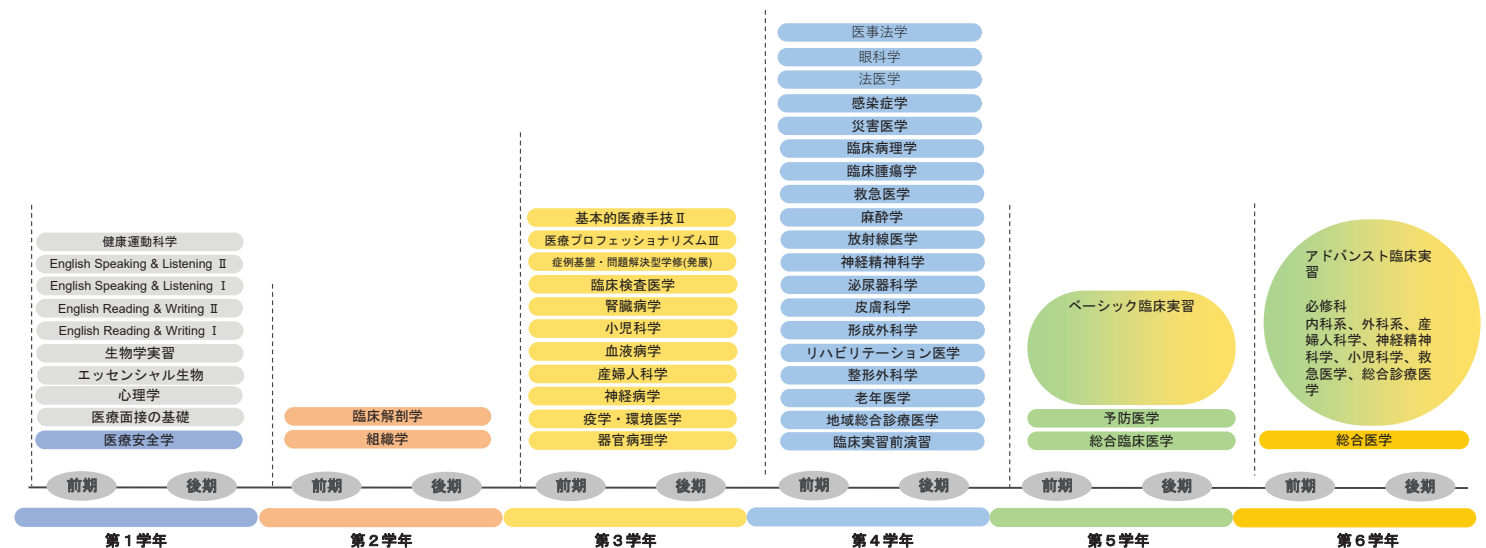 健康運動科学
English Speaking & Listening Ⅱ
English Speaking & Listening Ⅰ
English Reading & Writing Ⅱ
English Reading & Writing Ⅰ
生物学実習
エッセンシャル生物
心理学
医療面接の基礎
医療安全学
臨床解剖学
組織学
基本的医療手技Ⅱ
医療プロフェッショナリズムⅢ
症例基盤・問題解決型学修(発展)
臨床検査医学
腎臓病学
小児科学
血液病学
産婦人科学
神経病学
疫学・環境医学
器官病理学
医事法学
眼科学
法医学
感染症学
災害医学
臨床病理学
臨床腫瘍学
救急医学
麻酔学
放射線医学
神経精神科学
泌尿器科学
皮膚科学
形成外科学
リハビリテーション医学
整形外科学
老年医学
地域総合診療医学
臨床実習前演習
ベーシック臨床実習
予防医学
総合臨床医学
アドバンスト臨床実
習
必修科
内科系、外科系、産
婦人科学、神経精神
科学、小児科学、救
急医学、総合診療医
学
総合医学
前期
後期
前期
後期
前期
後期
前期
後期
前期
後期
前期
後期
第1学年
第2学年
第3学年
第4学年
第5学年
第6学年